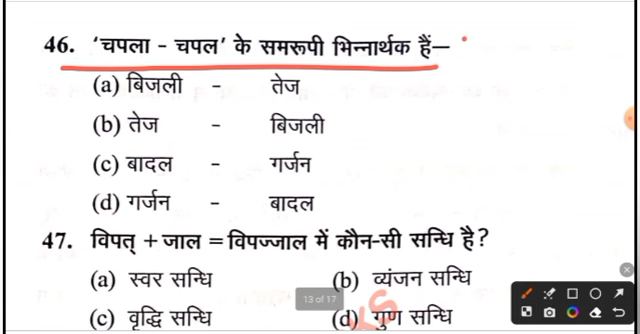 46. ‘चपला - चपल’ के समरूपी भिन्नार्थक हैं—
(a) बिजली - तेज
(b) तेज - बिजली
(c) बादल - गर्जन
(d) गर्जन - बादल
47. विपत् + जाल = विपज्जाल में कौन-सी सन्धि है?
(a) स्वर सन्धि (b) व्यंजन सन्धि
13 of 17
(c) वृद्धि सन्धि (d) गुण सन्धि